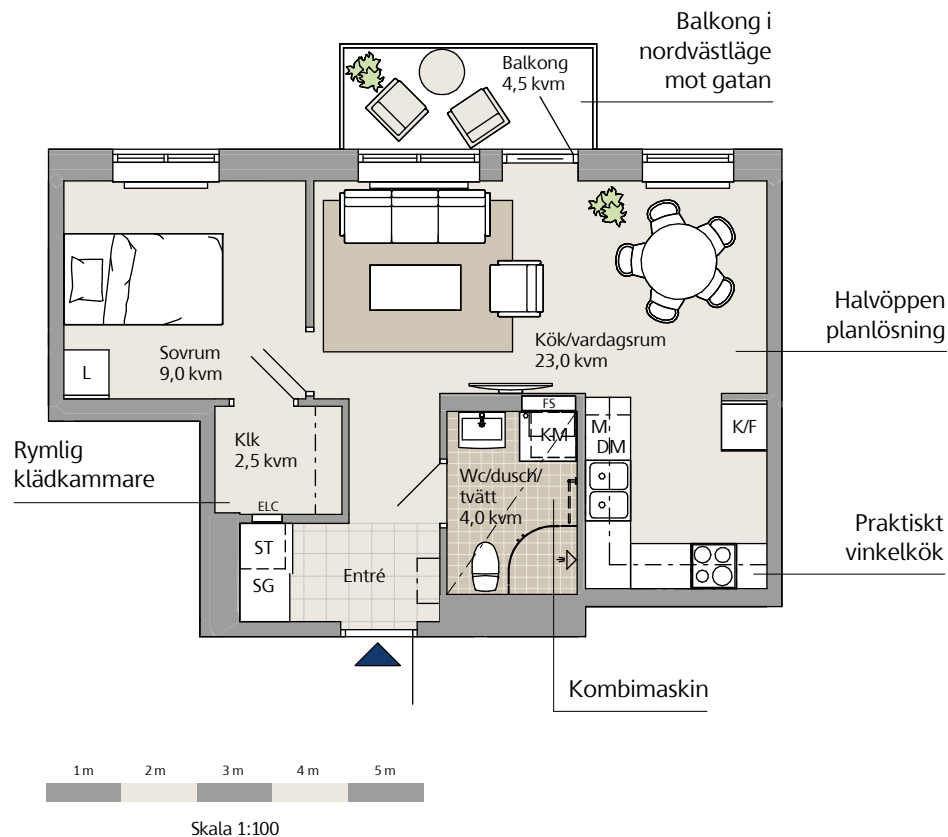 Balkong i
nordvästläge
mot gatan
Balkong
4,5 kvm
Halvöppen
planlösning
Kök/vardagsrum
23,0 kvm
Sovrum
9,0 kvm
L
FS
KM
M
DM
K/F
Klk
2,5 kvm
Rymlig
klädkammare
Wc/dusch/
tvätt
4,0 kvm
ELC
ST
SG
Entré
Praktiskt
vinkelkök
Kombimaskin
1 m 2 m 3 m 4 m 5 m
Skala 1:100